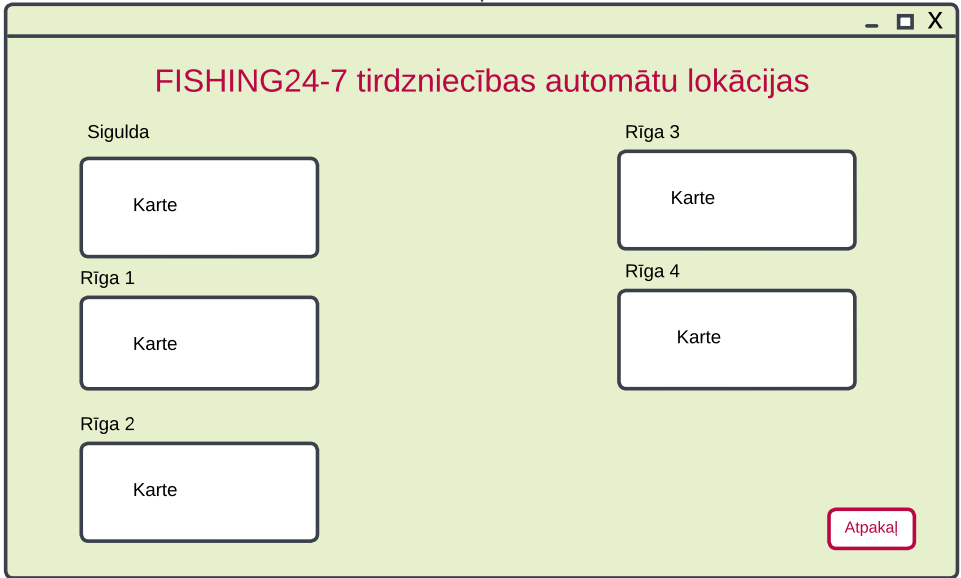 X
FISHING24-7 tirdzniecības automātu lokācijas
Sigulda
Karte
Rīga 1
Karte
Rīga 2
Karte
Rīga 3
Karte
Rīga 4
Karte
Atpakaļ